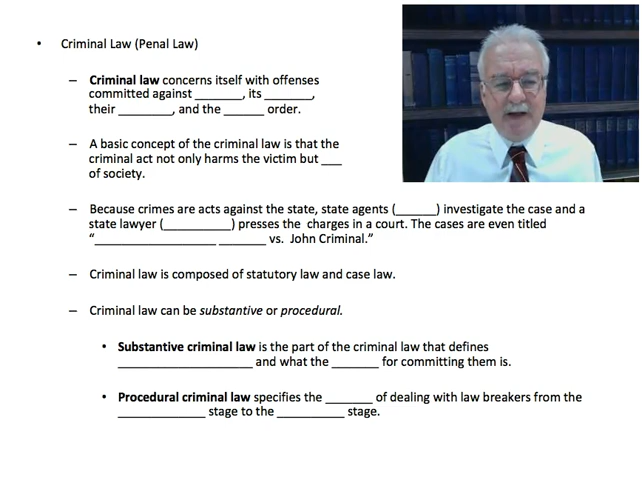 • Criminal Law (Penal Law)
– Criminal law concerns itself with offenses
committed against _______, its _______,
their ________, and the ______ order.
– A basic concept of the criminal law is that the
criminal act not only harms the victim but ___
of society.
– Because crimes are acts against the state, state agents (______) investigate the case and a
state lawyer (__________) presses the charges in a court. The cases are even titled
“__________________ _______ vs. John Criminal.”
– Criminal law is composed of statutory law and case law.
– Criminal law can be substantive or procedural.
• Substantive criminal law is the part of the criminal law that defines
____________________ and what the _______ for committing them is.
• Procedural criminal law specifies the _______ of dealing with law breakers from the
_____________ stage to the __________ stage.